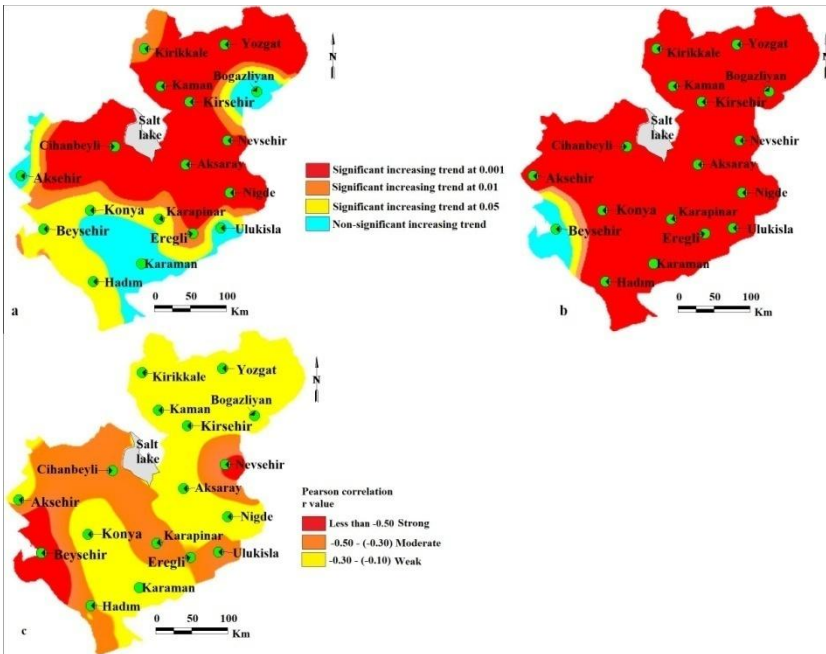 Kirikkale
Yozgat
N
Bogazliyan
Kaman
Kirsehir
Salt
lake
Cihanbeyli
Nevsehir
Aksaray
Aksehir
Nigde
Konya
Karapinar
Beysehir
Eregli
Ulukisla
Karaman
Hadım
0 50 100
Km
a
Significant increasing trend at 0.001
Significant increasing trend at 0.01
Significant increasing trend at 0.05
Non-significant increasing trend
Kirikkale
Yozgat
N
Bogazliyan
Kaman
Kirsehir
Salt
lake
Cihanbeyli
Nevsehir
Aksaray
Aksehir
Nigde
Konya
Karapinar
Beysehir
Eregli
Ulukisla
Karaman
Hadım
0 50 100
Km
b
Kirikkale
Yozgat
N
Bogazliyan
Kaman
Kirsehir
Salt
lake
Cihanbeyli
Nevsehir
Aksaray
Aksehir
Nigde
Konya
Karapinar
Beysehir
Eregli
Ulukisla
Karaman
Hadım
0 50 100
Km
c
Pearson correlation
r value
Less than -0.50 Strong
-0.50 - (-0.30) Moderate
-0.30 - (-0.10) Weak